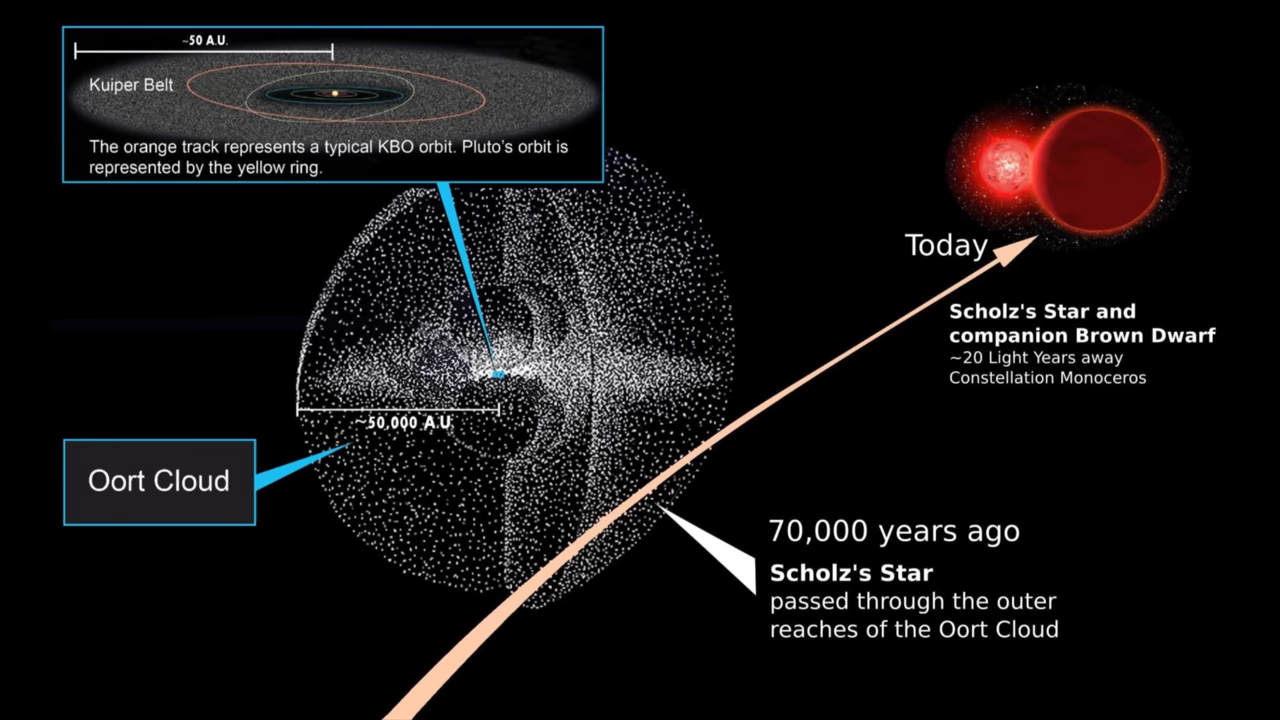 ~50 A.U.
Kuiper Belt
The orange track represents a typical KBO orbit. Pluto's orbit is
represented by the yellow ring.
Today
Scholz's Star and
companion Brown Dwarf
~20 Light Years away
Constellation Monoceros
~50,000 A.U
Oort Cloud
70,000 years ago
Scholz's Star
passed through the outer
reaches of the Oort Cloud